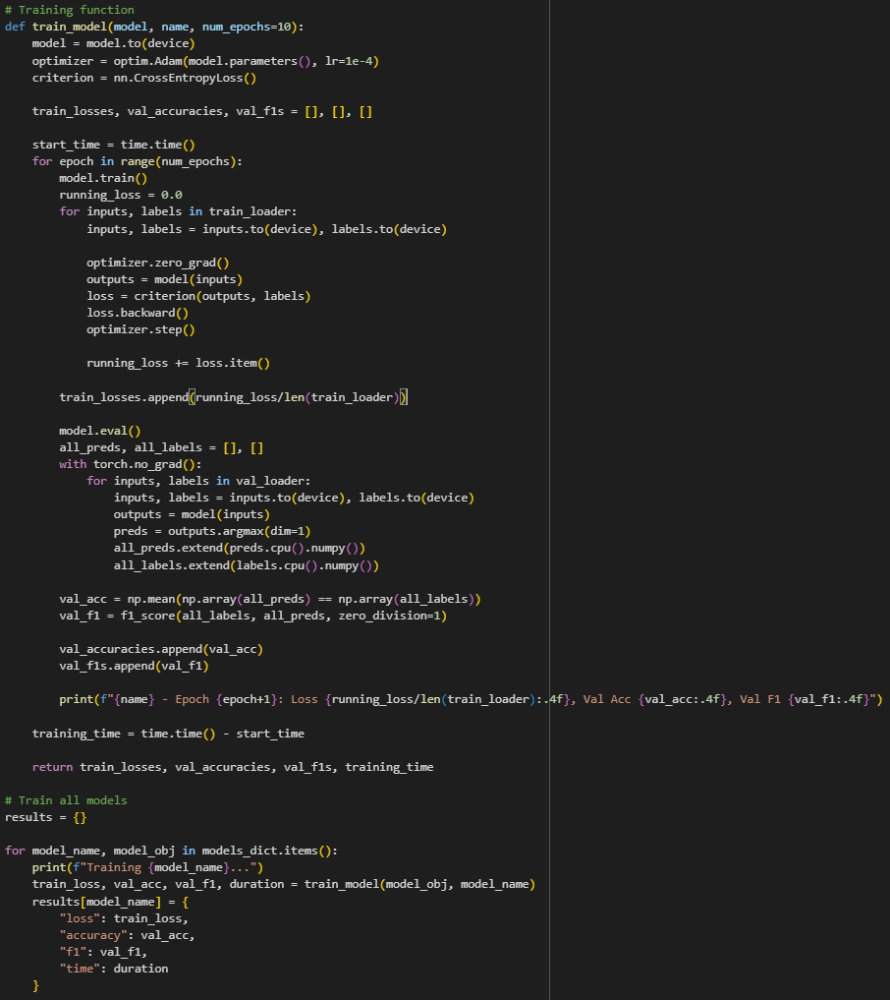 # Training function
def train_model(model, name, num_epochs=10):
    model = model.to(device)
    optimizer = optim.Adam(model.parameters(), lr=1e-4)
    criterion = nn.CrossEntropyLoss()

    train_losses, val_accuracies, val_f1s = [], [], []

    start_time = time.time()
    for epoch in range(num_epochs):
        model.train()
        running_loss = 0.0
        for inputs, labels in train_loader:
            inputs, labels = inputs.to(device), labels.to(device)

            optimizer.zero_grad()
            outputs = model(inputs)
            loss = criterion(outputs, labels)
            loss.backward()
            optimizer.step()

            running_loss += loss.item()

        train_losses.append(running_loss/len(train_loader))

        model.eval()
        all_preds, all_labels = [], []
        with torch.no_grad():
            for inputs, labels in val_loader:
                inputs, labels = inputs.to(device), labels.to(device)
                outputs = model(inputs)
                preds = outputs.argmax(dim=1)
                all_preds.extend(preds.cpu().numpy())
                all_labels.extend(labels.cpu().numpy())

        val_acc = np.mean(np.array(all_preds) == np.array(all_labels))
        val_f1 = f1_score(all_labels, all_preds, zero_division=1)

        val_accuracies.append(val_acc)
        val_f1s.append(val_f1)

        print(f"{name} - Epoch {epoch+1}: Loss {running_loss/len(train_loader):.4f}, Val Acc {val_acc:.4f}, Val F1 {val_f1:.4f}")

    training_time = time.time() - start_time

    return train_losses, val_accuracies, val_f1s, training_time

# Train all models
results = {}

for model_name, model_obj in models_dict.items():
    print(f"Training {model_name}...")
    train_loss, val_acc, val_f1, duration = train_model(model_obj, model_name)
    results[model_name] = {
        "loss": train_loss,
        "accuracy": val_acc,
        "f1": val_f1,
        "time": duration
    }